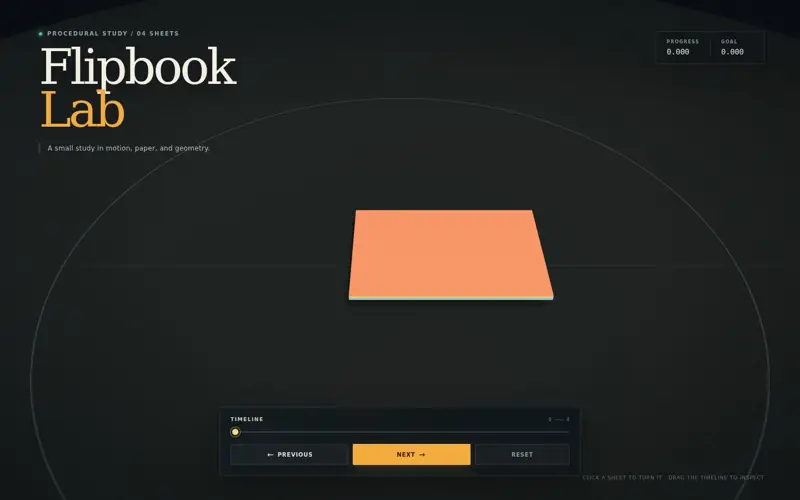 PROCEDURAL STUDY / 04 SHEETS
Flipbook
Lab
A small study in motion, paper, and geometry.
PROGRESS
0.000
GOAL
0.000
TIMELINE
← PREVIOUS
NEXT →
RESET
CLICK A SHEET TO TURN IT · DRAG THE TIMELINE TO INSPECT